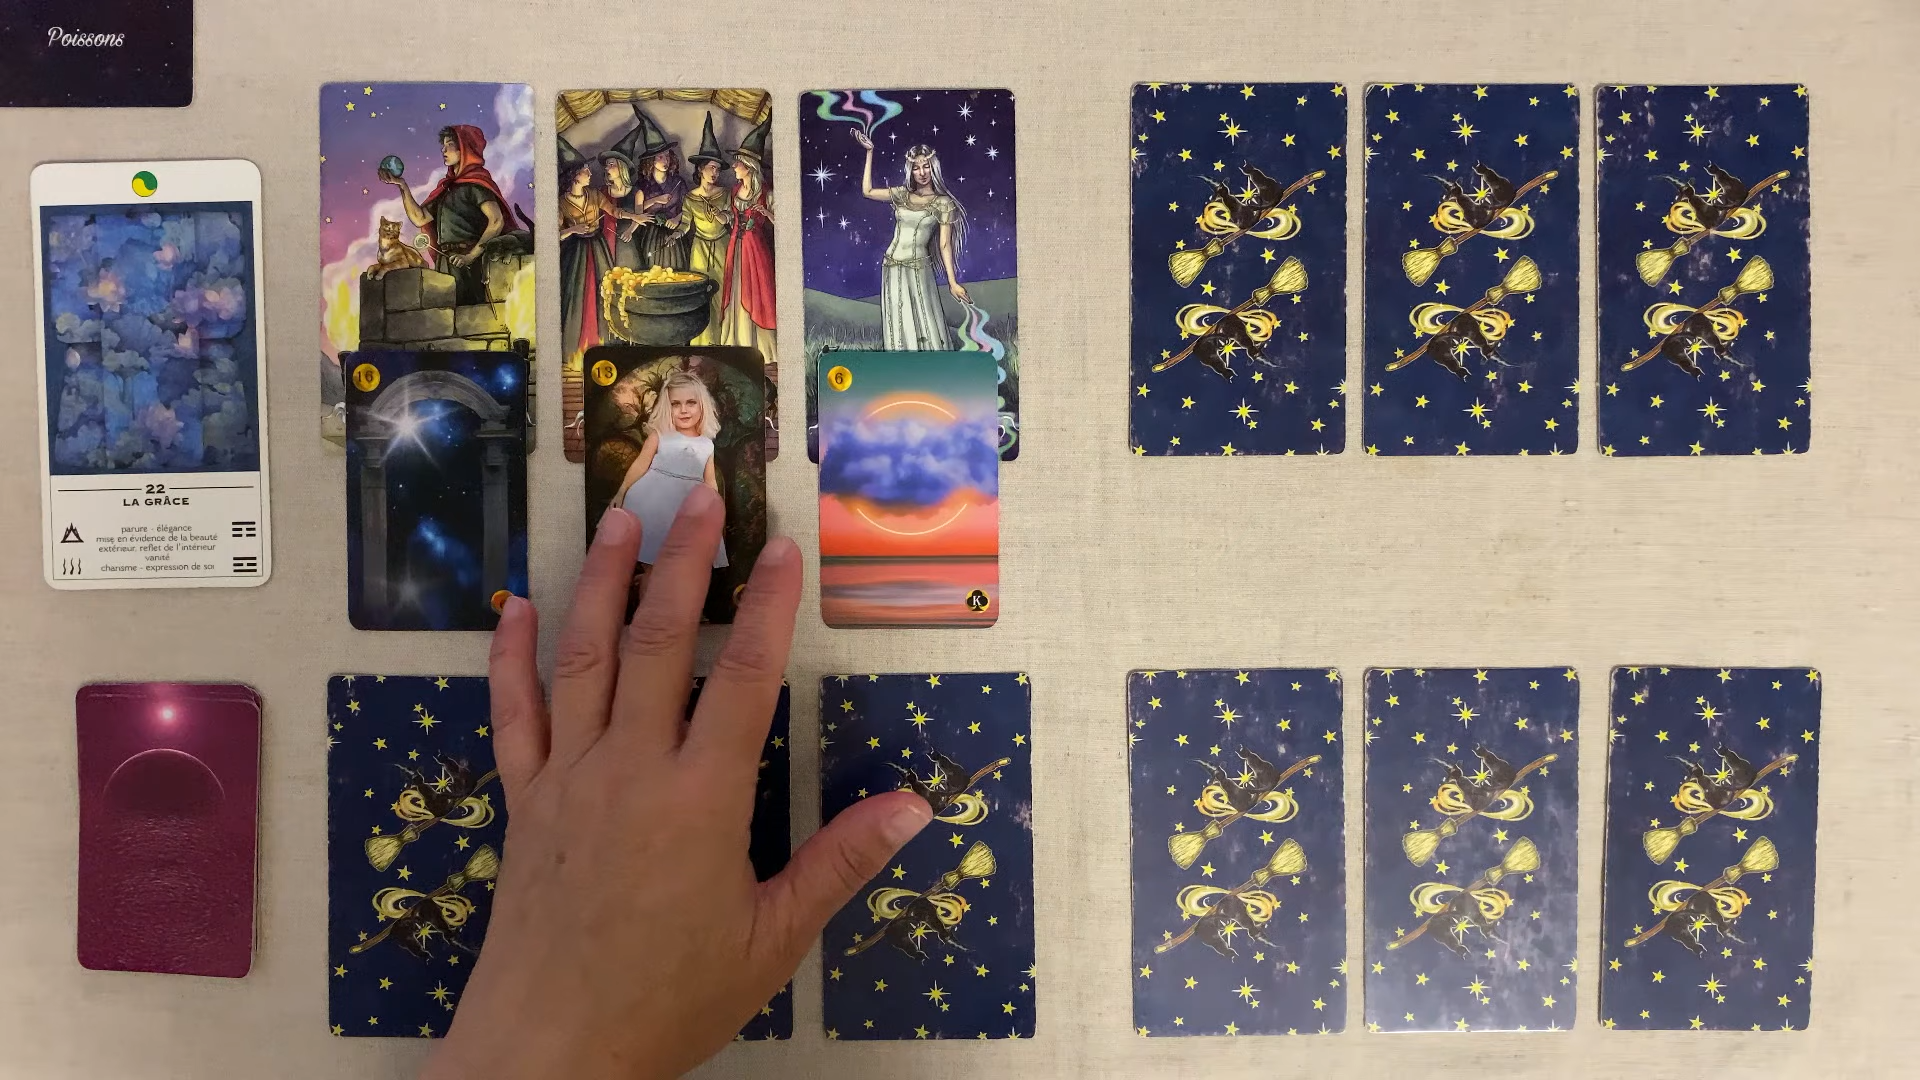 Poissons
22
LA GRÂCE
parure - élégance
mise en évidence de la beauté
extérieur, reflet de l'intérieur
vanité
charisme - expression de soi
16
13
6
K